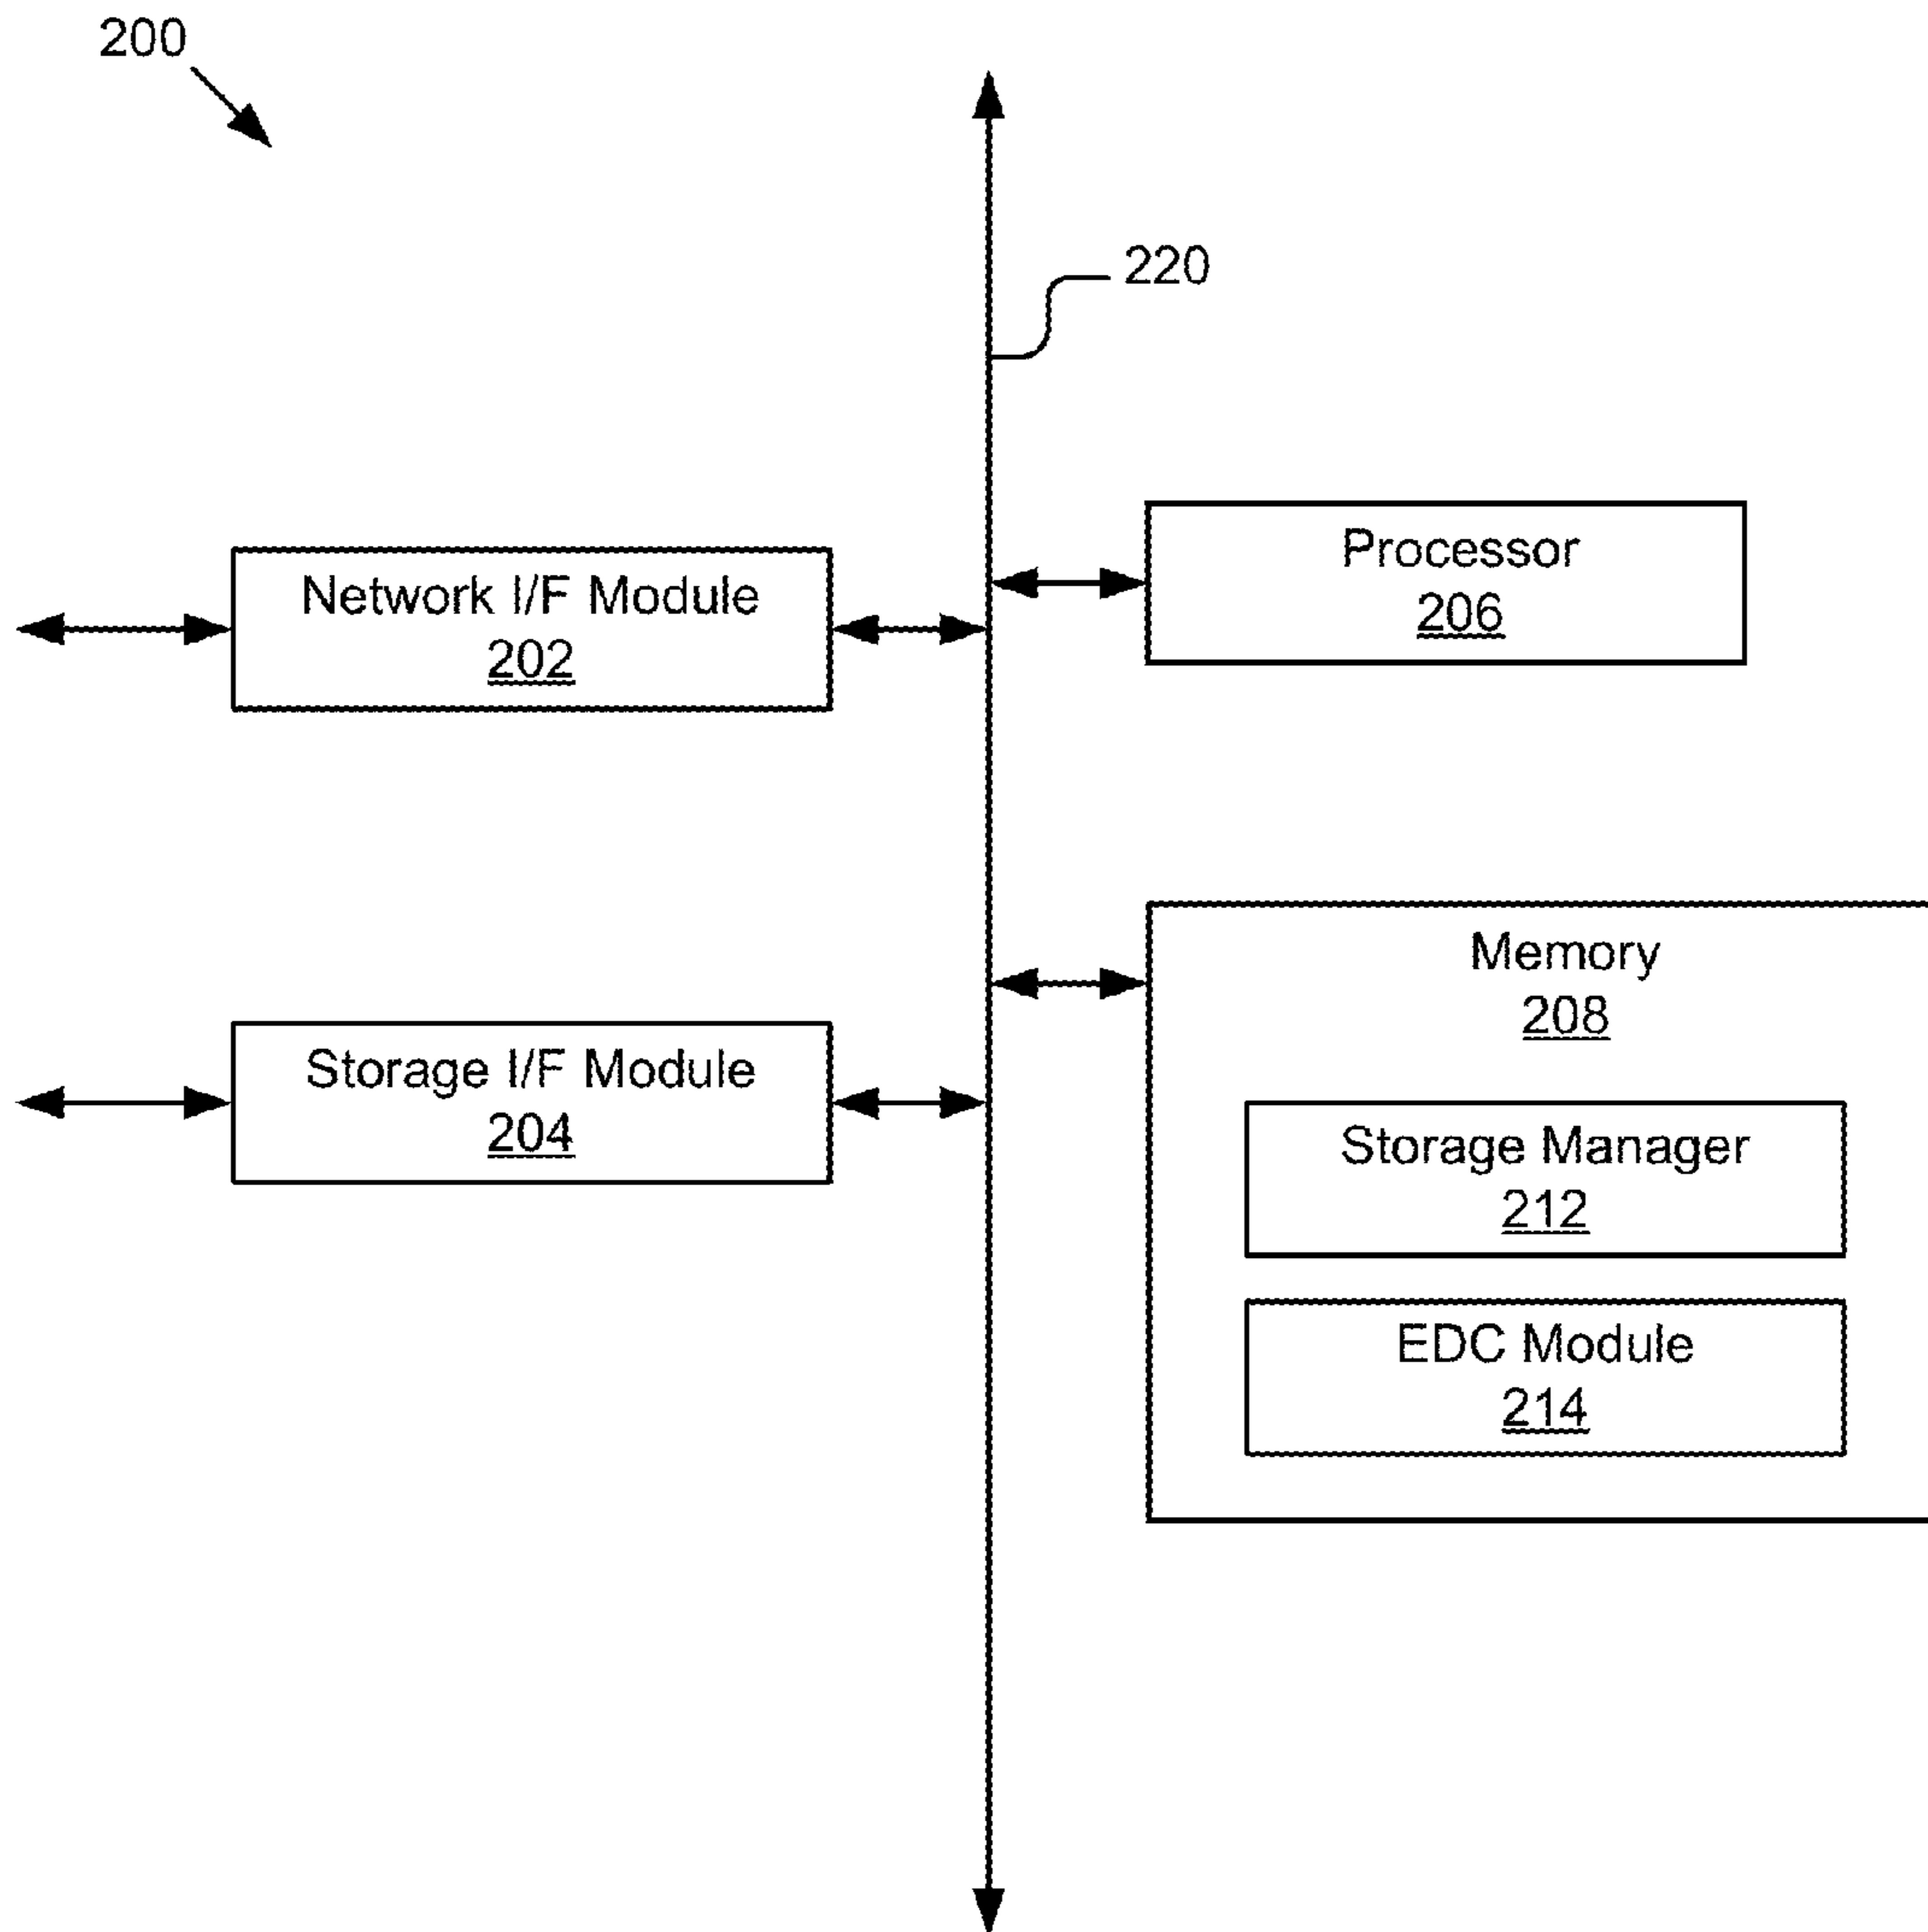 200
220
Processor
206
Network I/F Module
202
Memory
208
Storage I/F Module
204
Storage Manager
212
EDC Module
214